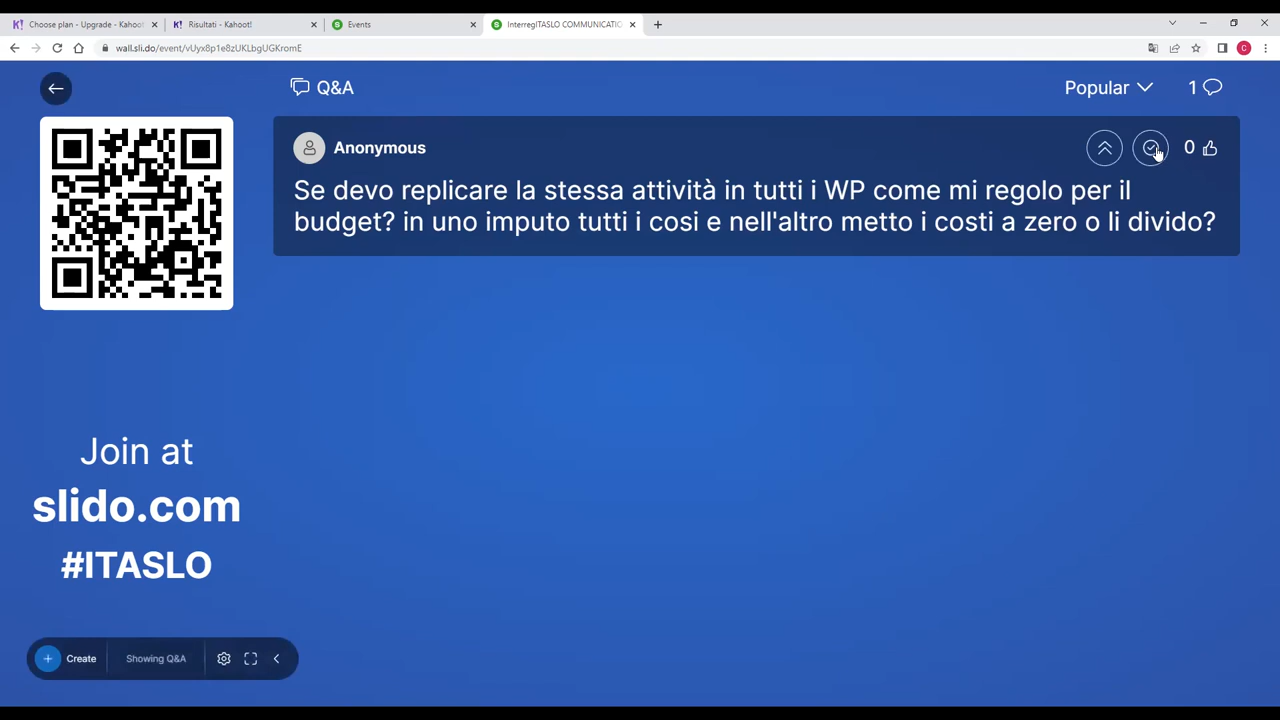 Choose plan - Upgrade - Kahoot!
Risultati - Kahoot!
Events
InterregITASLO COMMUNICATIO
wall.sli.do/event/vUyx8p1e8zUKLbgUGKromE
C
Q&A
Popular
1
Anonymous
0
Se devo replicare la stessa attività in tutti i WP come mi regolo per il
budget? in uno imputo tutti i cosi e nell'altro metto i costi a zero o li divido?
Join at
slido.com
#ITASLO
Create
Showing Q&A